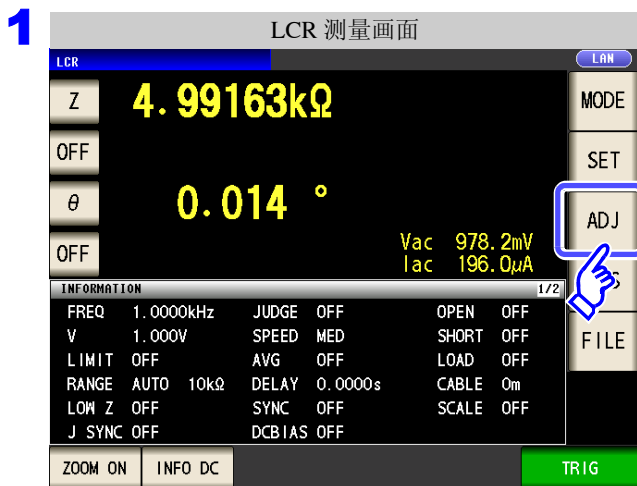 1
LCR 测量画面
LCR
LAN
Z 4.99163kΩ
MODE
OFF
SET
θ 0.014 °
ADJ
OFF
Vac 978.2mV
Iac 196.0μA
S
INFORMATION 1/2
FREQ 1.0000kHz JUDGE OFF OPEN OFF
V 1.000V SPEED MED SHORT OFF
FILE
LIMIT OFF AVG OFF LOAD OFF
RANGE AUTO 10kΩ DELAY 0.0000s CABLE 0m
LOW Z OFF SYNC OFF SCALE OFF
J SYNC OFF DCBIAS OFF
ZOOM ON INFO DC TRIG